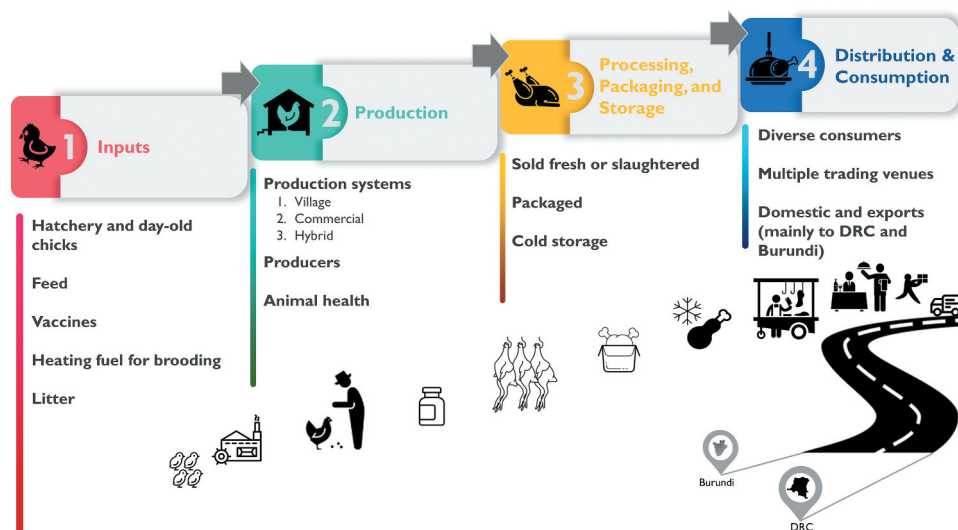 1
Inputs
Hatchery and day-old
chicks
Feed
Vaccines
Heating fuel for brooding
Litter
2
Production
Production systems
1. Village
2. Commercial
3. Hybrid
Producers
Animal health
3
Processing,
Packaging, and
Storage
Sold fresh or slaughtered
Packaged
Cold storage
4
Distribution &
Consumption
Diverse consumers
Multiple trading venues
Domestic and exports
(mainly to DRC and
Burundi)
Burundi
DRC